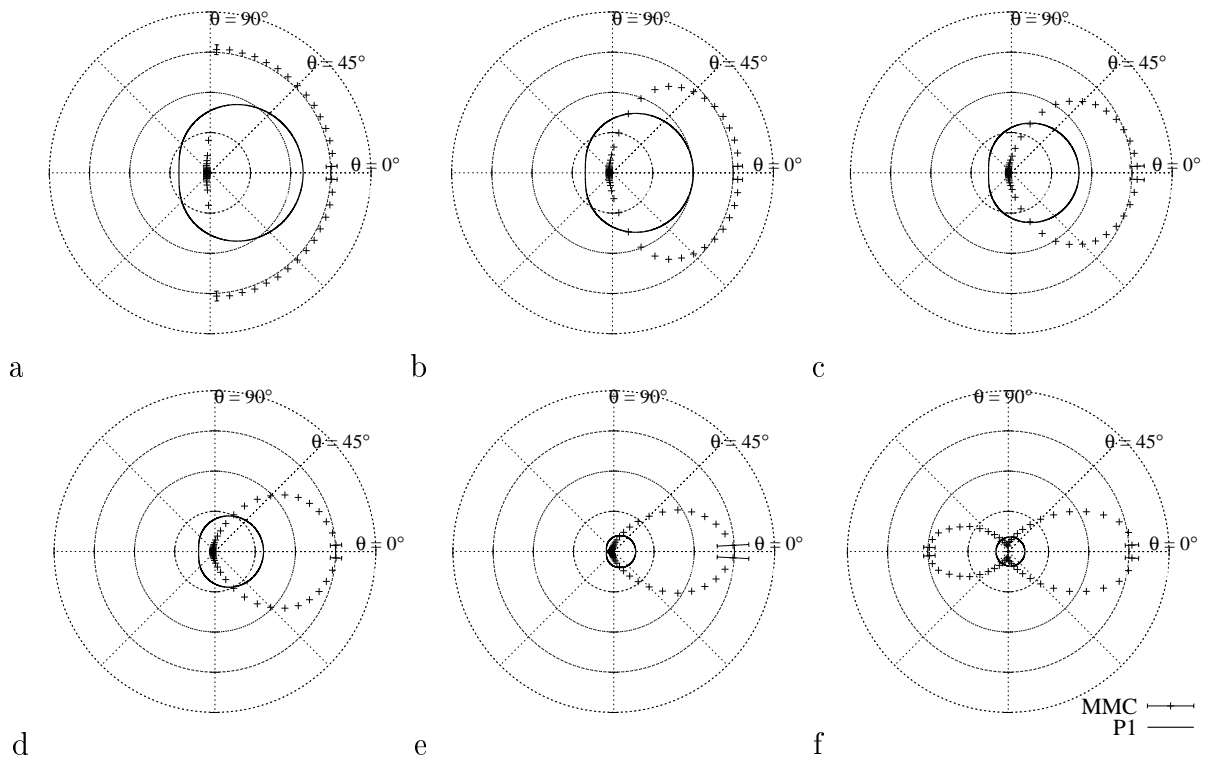 θ = 90°
θ = 45°
θ = 0°
a
θ = 90°
θ = 45°
θ = 0°
b
θ = 90°
θ = 45°
θ = 0°
c
θ = 90°
θ = 45°
θ = 0°
d
θ = 90°
θ = 45°
θ = 0°
e
θ = 90°
θ = 45°
θ = 0°
f
MMC
P1